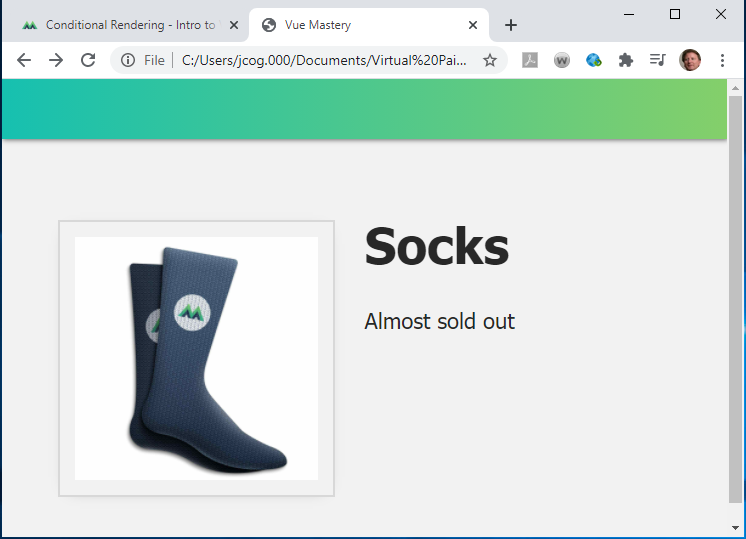 Conditional Rendering - Intro to
Vue Mastery
File
C:/Users/jcog.000/Documents/Virtual%20Pai...
Socks
Almost sold out